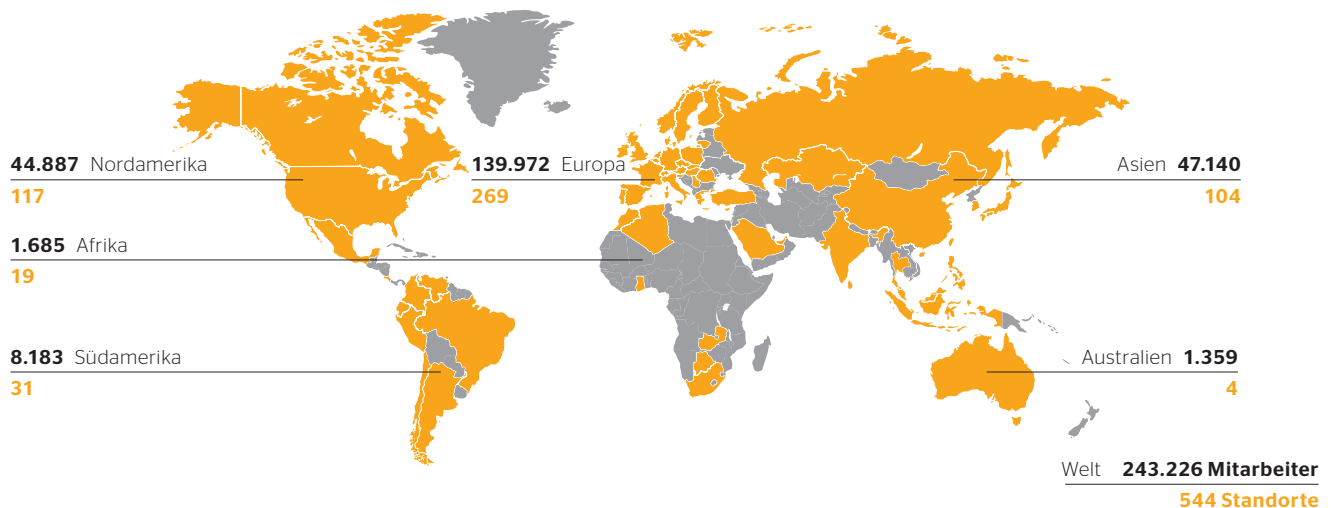 44.887 Nordamerika
117
139.972 Europa
269
Asien 47.140
104
1.685 Afrika
19
8.183 Südamerika
31
Australien 1.359
4
Welt 243.226 Mitarbeiter
544 Standorte